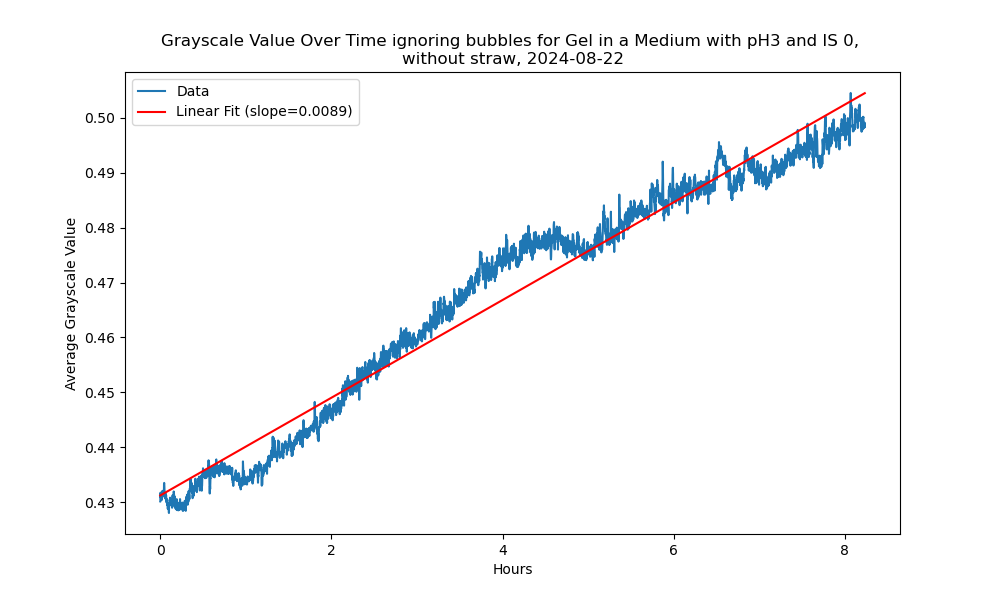 Grayscale Value Over Time ignoring bubbles for Gel in a Medium with pH3 and IS 0,
without straw, 2024-08-22
Data
Linear Fit (slope=0.0089)
0.50
0.49
0.48
0.47
0.46
0.45
0.44
0.43
Average Grayscale Value
0 2 4 6 8
Hours